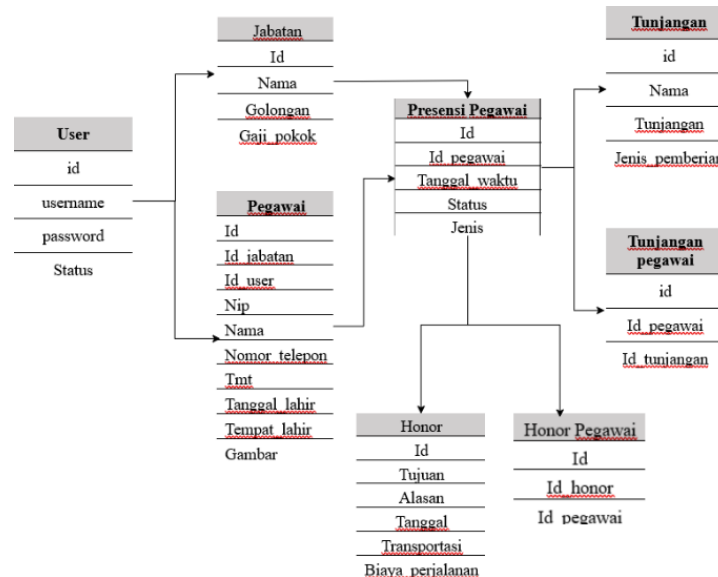 User
id
username
password
Status
Jabatan
Id
Nama
Golongan
Gaji_pokok
Pegawai
Id
Id_jabatan
Id_user
Nip
Nama
Nomor_telepon
Tmt
Tanggal_lahir
Tempat_lahir
Gambar
Presensi Pegawai
Id
Id_pegawai
Tanggal_waktu
Status
Jenis
Tunjangan
id
Nama
Tunjangan
Jenis_pemberian
Tunjangan
pegawai
id
Id_pegawai
Id_tunjangan
Honor
Id
Tujuan
Alasan
Tanggal
Transportasi
Biaya_perjalanan
Honor Pegawai
Id
Id_honor
Id_pegawai